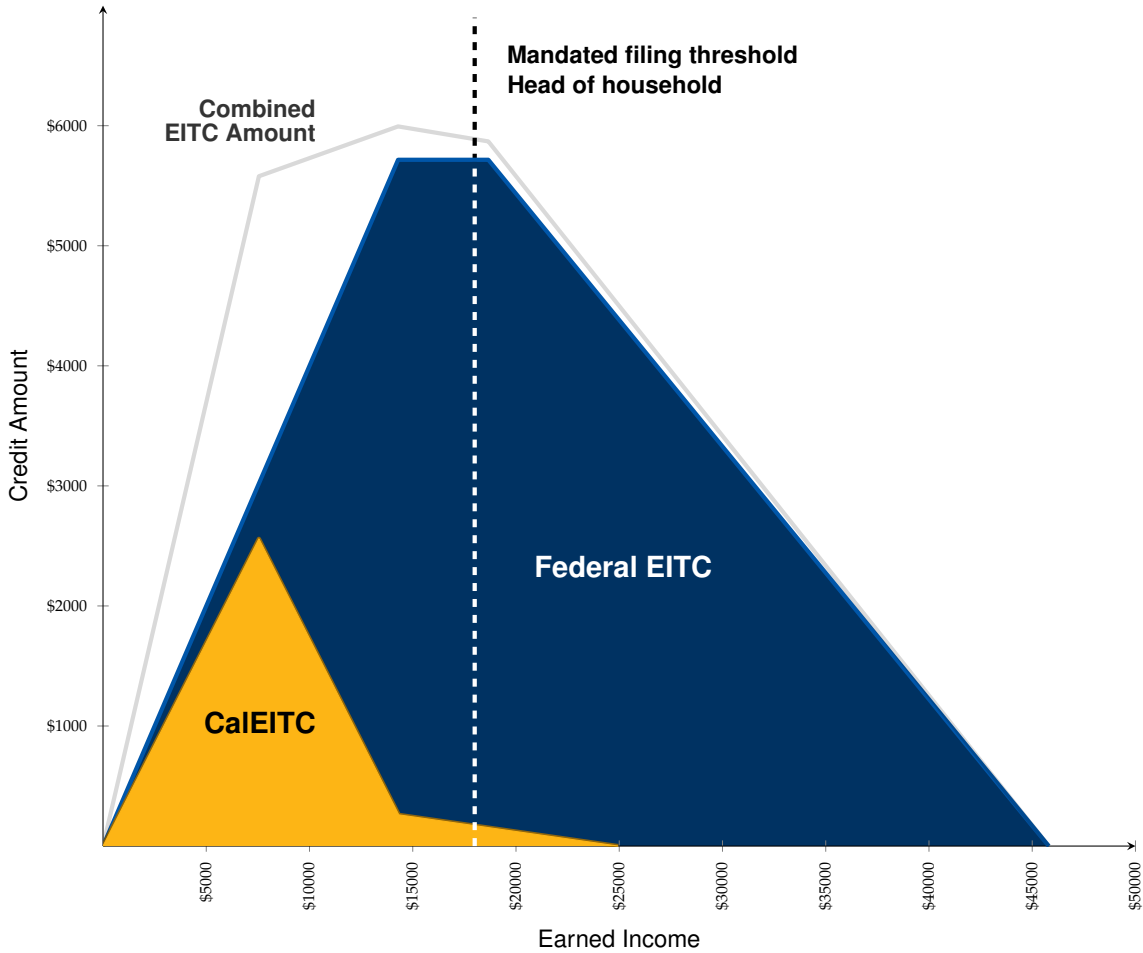 Mandated filing threshold
Head of household
Combined
EITC Amount
$6000
$5000
$4000
$3000
$2000
$1000
Credit Amount
Federal EITC
CalEITC
$5000
$10000
$15000
$20000
$25000
$30000
$35000
$40000
$45000
$50000
Earned Income